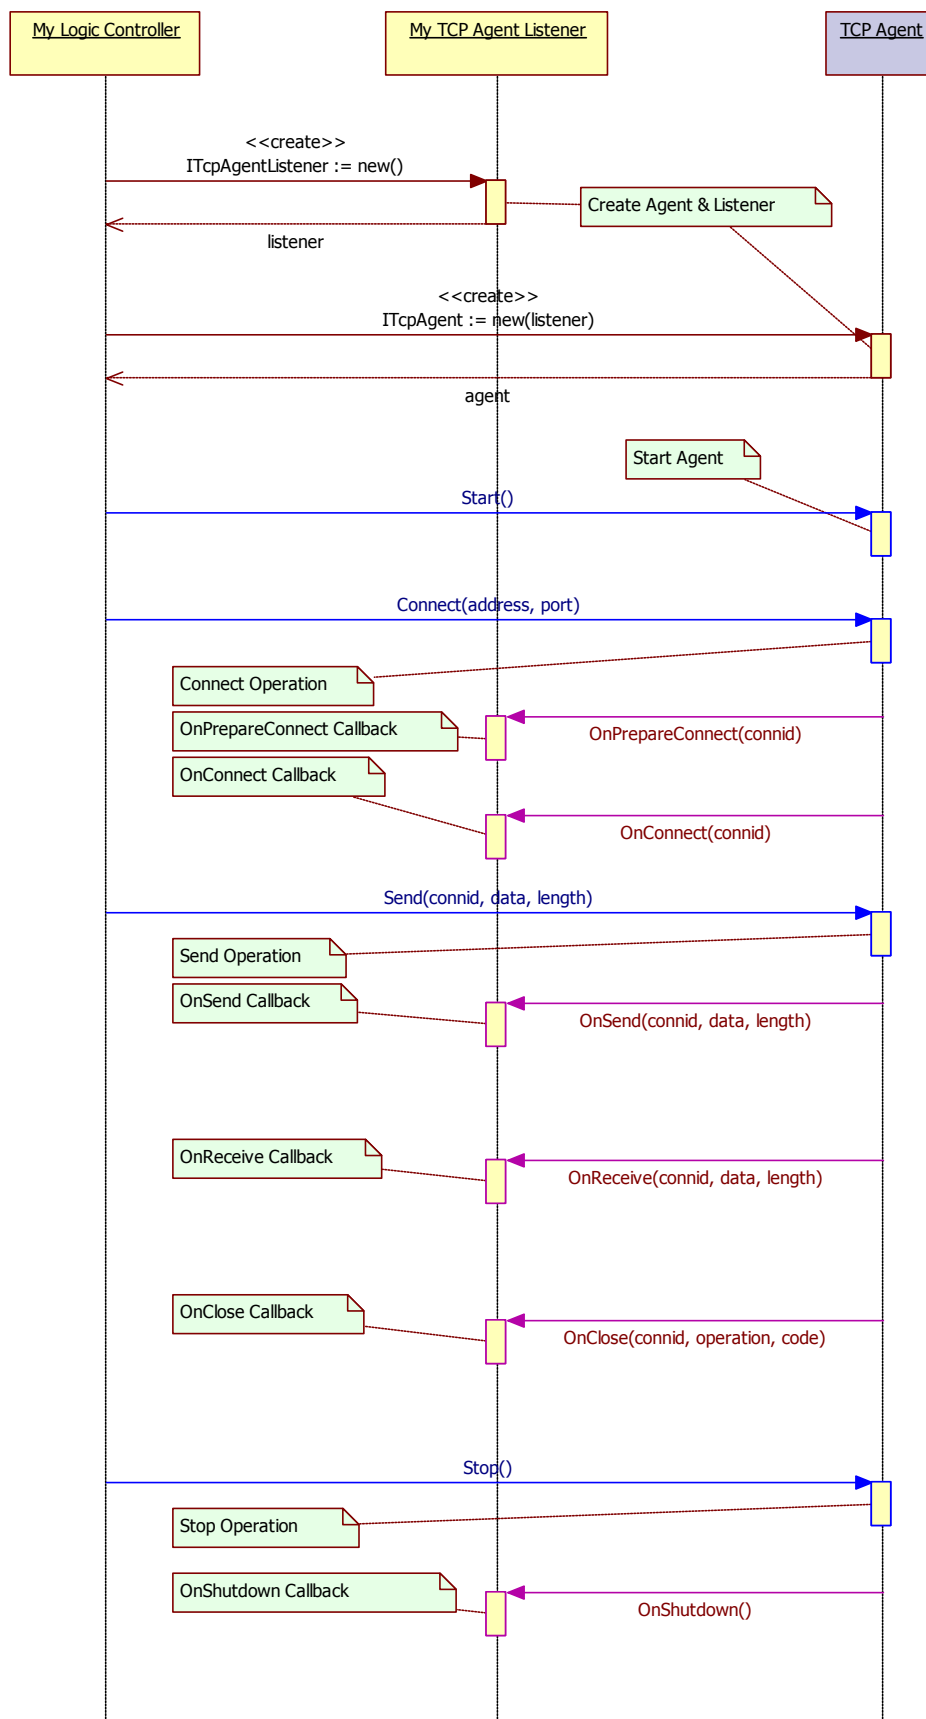 My Logic Controller
My TCP Agent Listener
TCP Agent
<<create>>
ITcpAgentListener := new()
Create Agent & Listener
listener
<<create>>
ITcpAgent := new(listener)
agent
Start Agent
Start()
Connect(address, port)
Connect Operation
OnPrepareConnect Callback
OnPrepareConnect(connid)
OnConnect Callback
OnConnect(connid)
Send(connid, data, length)
Send Operation
OnSend Callback
OnSend(connid, data, length)
OnReceive Callback
OnReceive(connid, data, length)
OnClose Callback
OnClose(connid, operation, code)
Stop()
Stop Operation
OnShutdown Callback
OnShutdown()